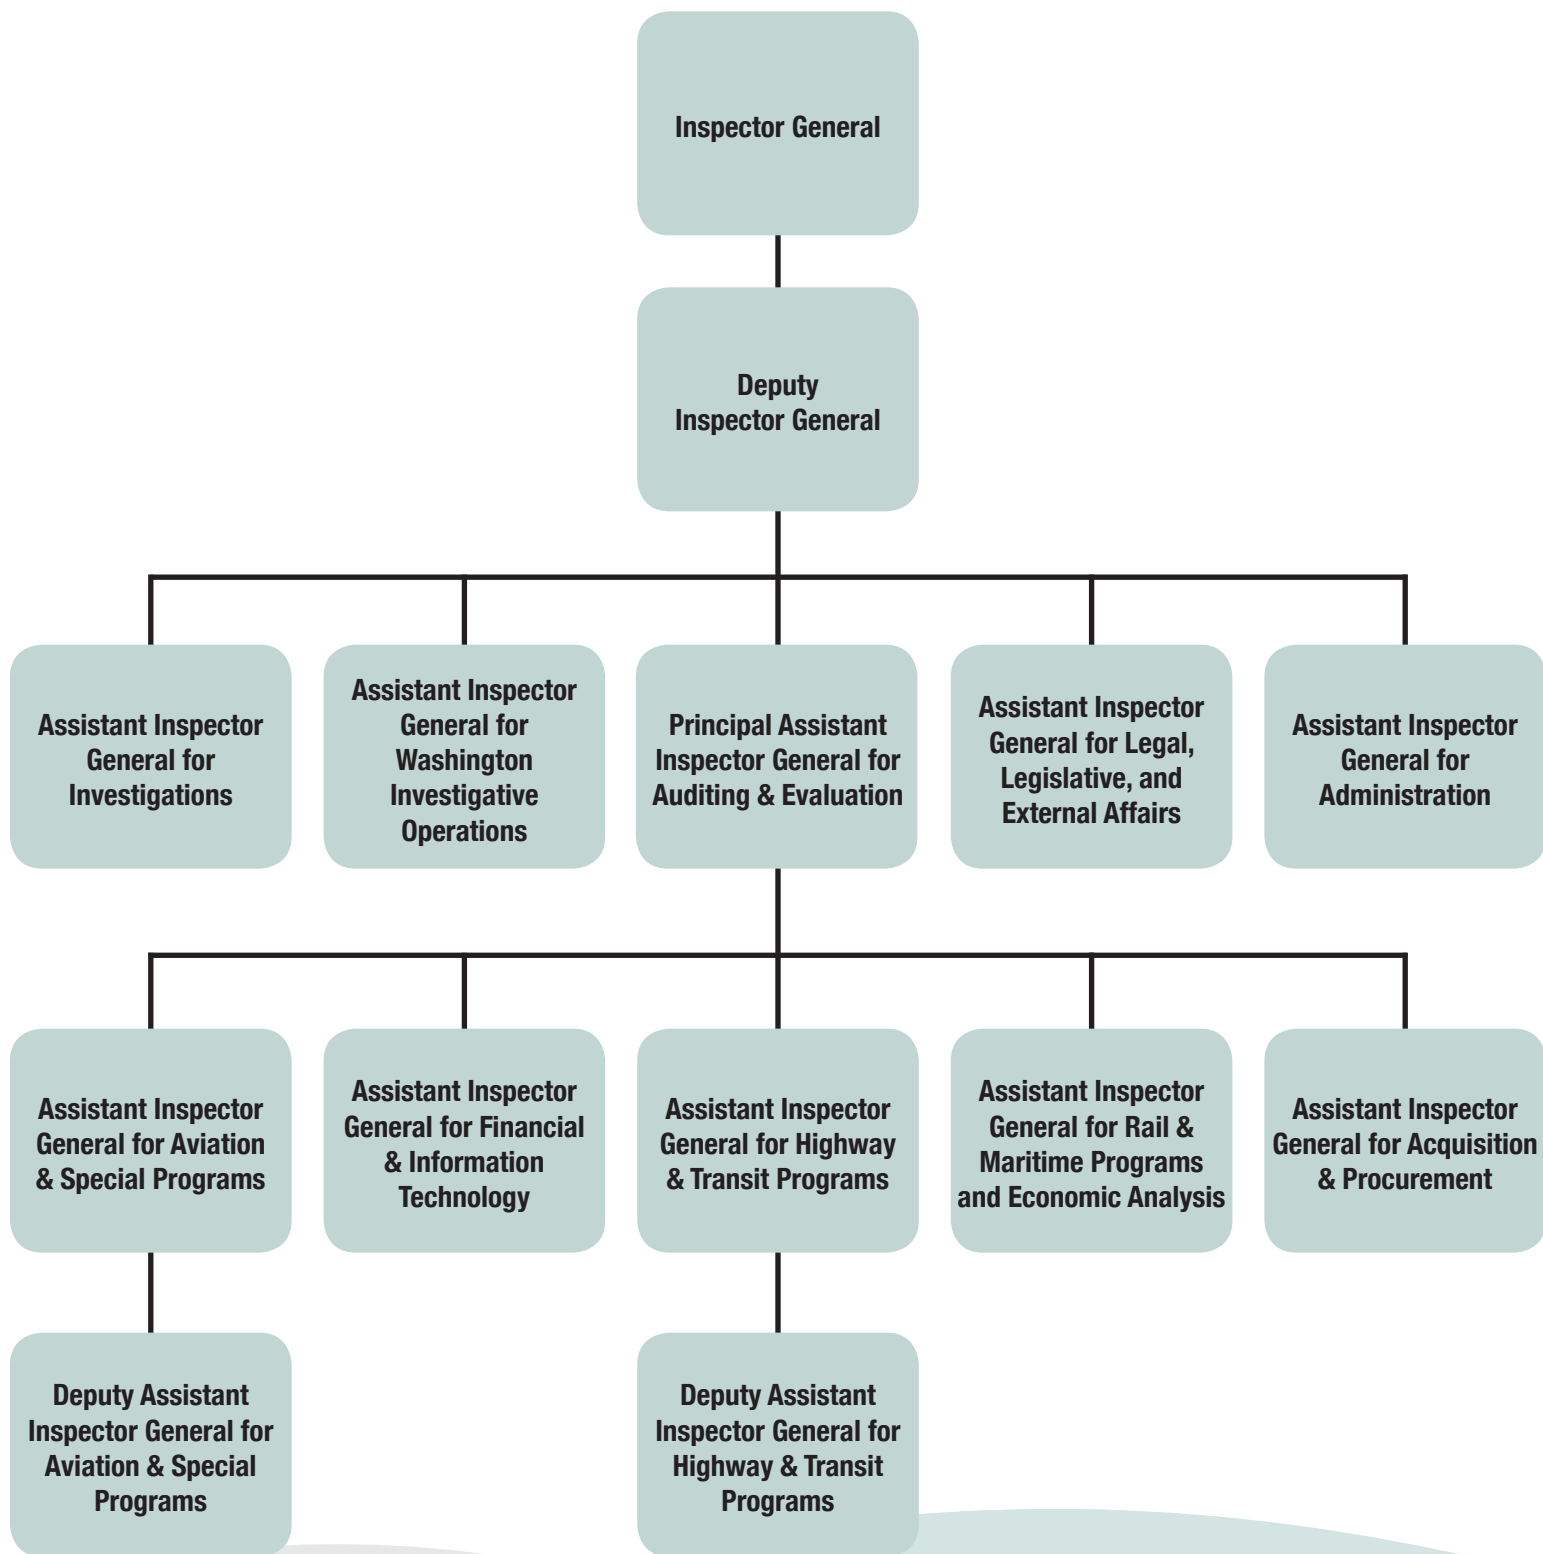 Inspector General
Deputy
Inspector General
Assistant Inspector
General for
Investigations
Assistant Inspector
General for
Washington
Investigative
Operations
Principal Assistant
Inspector General for
Auditing & Evaluation
Assistant Inspector
General for Legal,
Legislative, and
External Affairs
Assistant Inspector
General for
Administration
Assistant Inspector
General for Aviation
& Special Programs
Assistant Inspector
General for Financial
& Information
Technology
Assistant Inspector
General for Highway
& Transit Programs
Assistant Inspector
General for Rail &
Maritime Programs
and Economic Analysis
Assistant Inspector
General for Acquisition
& Procurement
Deputy Assistant
Inspector General for
Aviation & Special
Programs
Deputy Assistant
Inspector General for
Highway & Transit
Programs